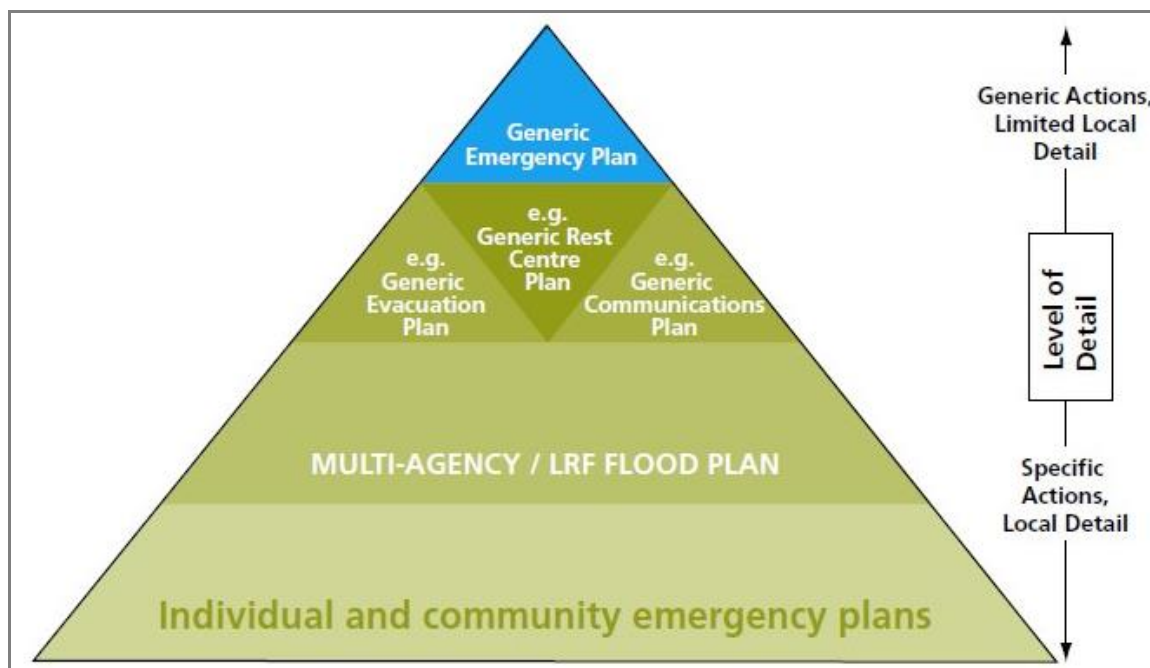 Generic
Emergency Plan
e.g.
Generic Rest
Centre
Plan
e.g.
Generic
Evacuation
Plan
e.g.
Generic
Communications
Plan
MULTI-AGENCY / LRF FLOOD PLAN
Individual and community emergency plans
Generic Actions,
Limited Local
Detail
Level of
Detail
Specific
Actions,
Local Detail